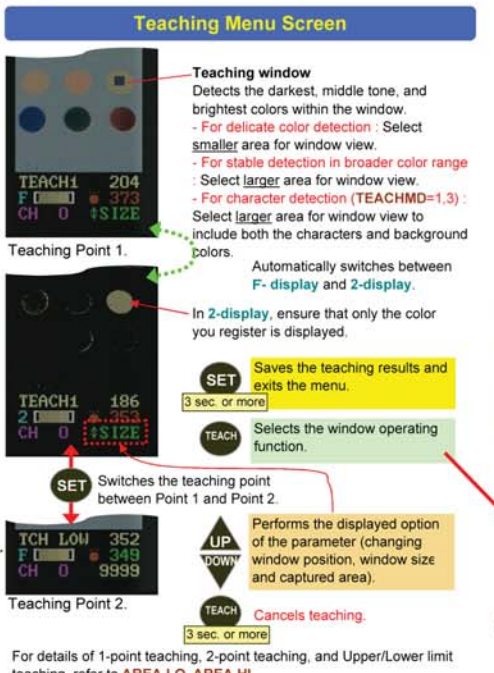 Teaching Menu Screen
Teaching window
Detects the darkest, middle tone, and
brightest colors within the window.
- For delicate color detection : Select
smaller area for window view.
- For stable detection in broader color range
: Select larger area for window view.
- For character detection (TEACHMD=1,3) :
Select larger area for window view to
include both the characters and background
colors.
TEACH1 204
F 373
CH 0 ⇕SIZE
Teaching Point 1.
Automatically switches between
F- display and 2-display.
In 2-display, ensure that only the color
you register is displayed.
TEACH1 186
2 353
CH 0 ⇕SIZE
SET
3 sec. or more
Saves the teaching results and
exits the menu.
TEACH
Selects the window operating
function.
SET
Switches the teaching point
between Point 1 and Point 2.
TCH LOW 352
F 349
CH 0 9999
Teaching Point 2.
UP
DOWN
Performs the displayed option
of the parameter (changing
window position, window size
and captured area).
TEACH
3 sec. or more
Cancels teaching.
For details of 1-point teaching, 2-point teaching, and Upper/Lower limit
teaching, refer to AREA LO, AREA HI